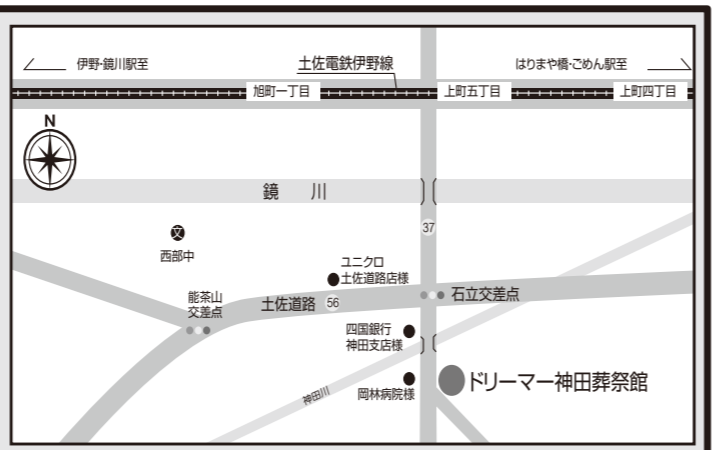 伊野・鏡川駅至
土佐電鉄伊野線
はりまや橋・ごめん駅至
旭町一丁目
上町五丁目
上町四丁目
N
鏡 川
37
文
西部中
ユニクロ
土佐道路店様
能茶山
交差点
土佐道路
56
石立交差点
四国銀行
神田支店様
神田川
岡林病院様
ドリーマー神田葬祭館